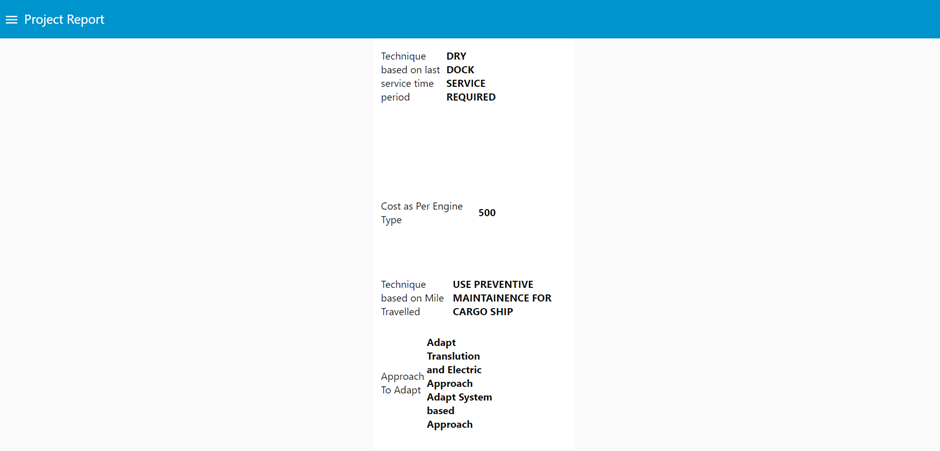 Project Report
Technique
based on last
service time
period
DRY
DOCK
SERVICE
REQUIRED
Cost as Per Engine
Type
500
Technique
based on Mile
Travelled
USE PREVENTIVE
MAINTAINENCE FOR
CARGO SHIP
Approach
To Adapt
Adapt
Translution
and Electric
Approach
Adapt System
based
Approach